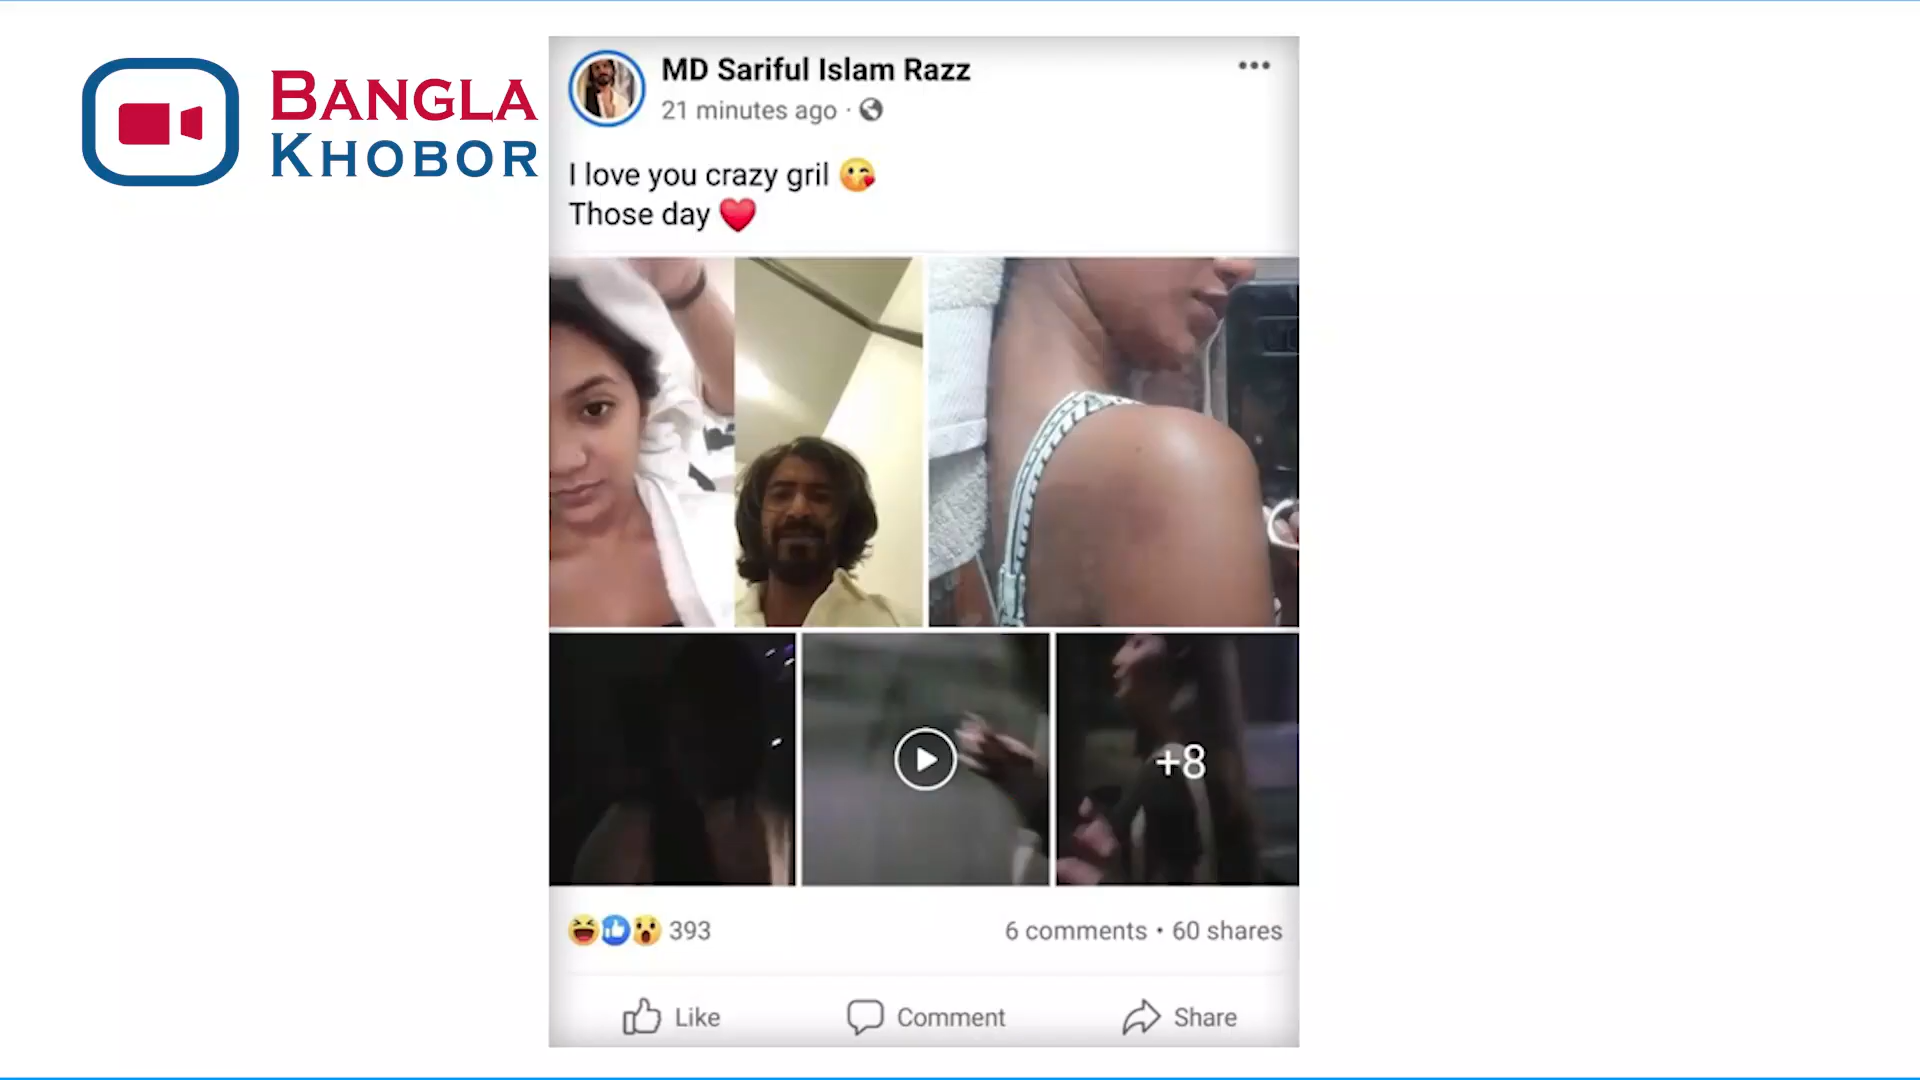 BANGLA
KHOBOR
MD Sariful Islam Razz
21 minutes ago ·
I love you crazy gril 😘
Those day ❤️
+8
😆👍😮 393
6 comments • 60 shares
Like
Comment
Share